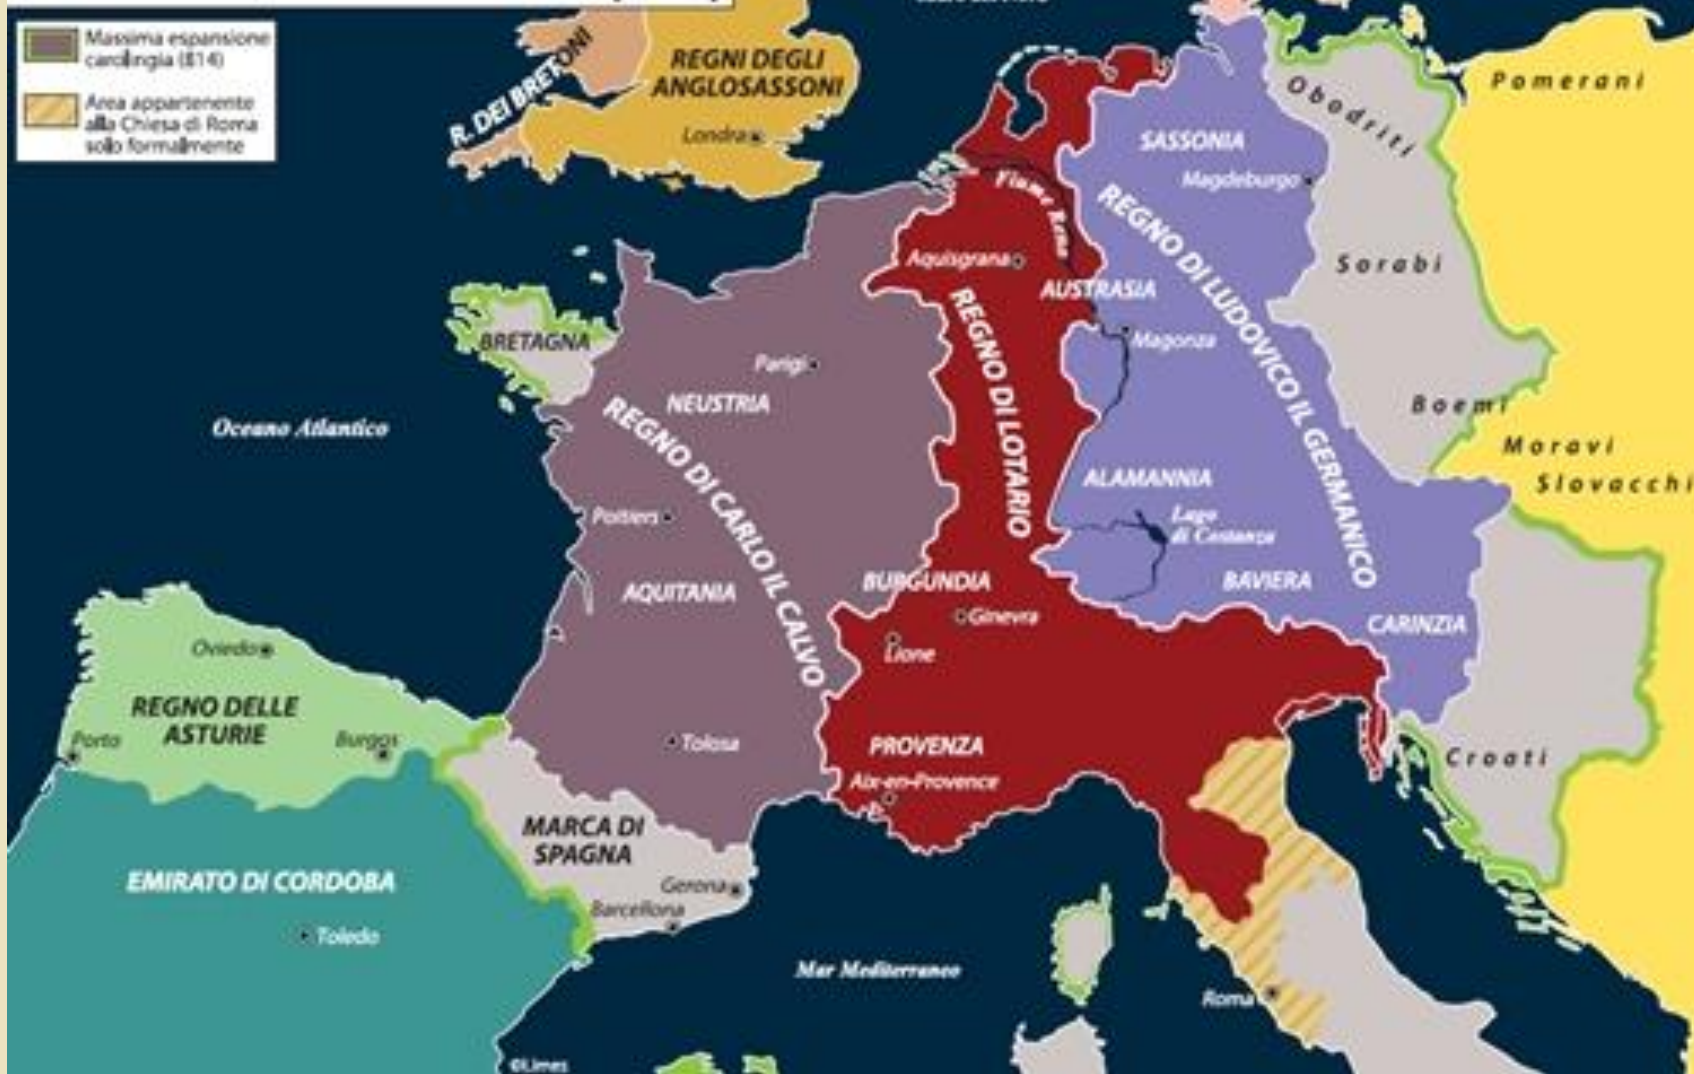 Massima espansione
carolingia (814)
Area appartenente
alla Chiesa di Roma
solo formalmente
R. DEI BRETONI
REGNI DEGLI
ANGLOSASSONI
Londra
Pomerani
Obodriti
SASSONIA
Magdeburgo
Fiume Reno
REGNO DI LUDOVICO IL GERMANICO
Sorabi
Aquisgrana
AUSTRASIA
REGNO DI LOTARIO
BRETAGNA
Magonza
Parigi
NEUSTRIA
REGNO DI CARLO IL CALVO
Boemi
Oceano Atlantico
Moravi
Slovacchi
ALAMANNIA
Poitiers
Lago
di Costanza
BURGUNDIA
BAVIERA
AQUITANIA
Ginevra
CARINZIA
Lione
Oviedo
REGNO DELLE
ASTURIE
Porto
Burgos
Tolosa
PROVENZA
Croati
Aix-en-Provence
MARCA DI
SPAGNA
EMIRATO DI CORDOBA
Gerona
Barcellona
Toledo
Mar Mediterraneo
Roma
©Limes